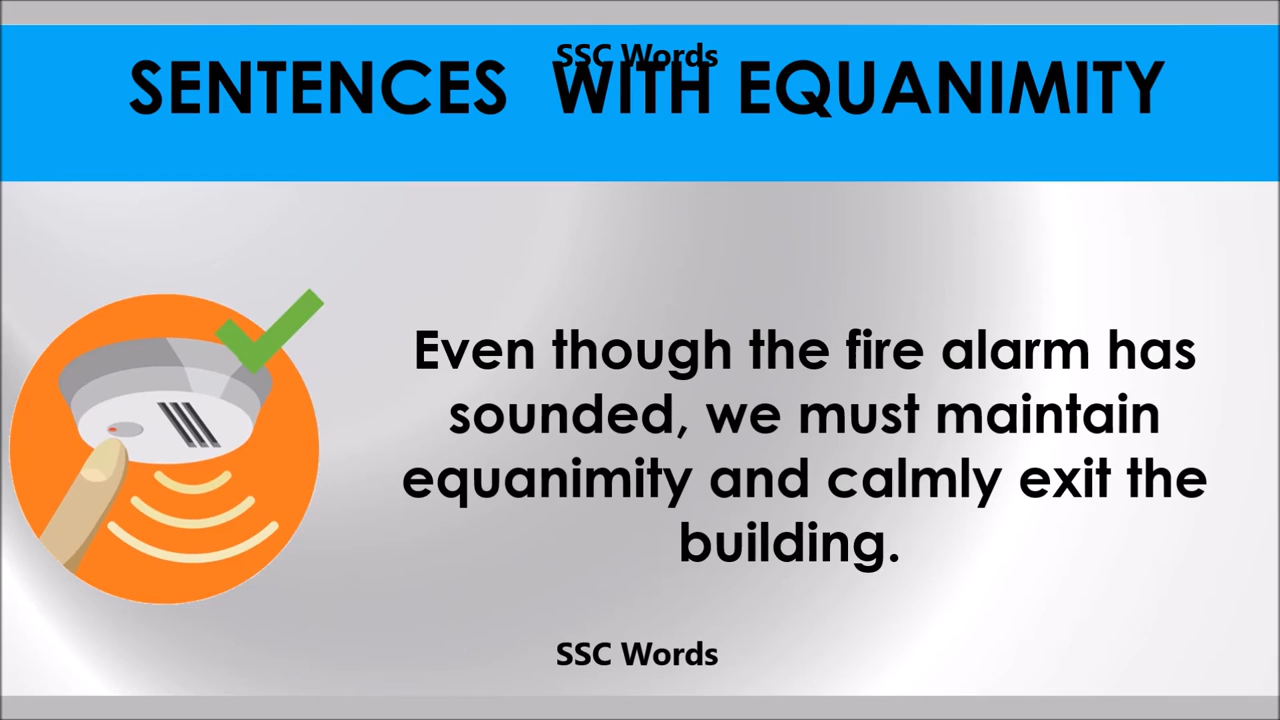 SSC Words
SENTENCES WITH EQUANIMITY
Even though the fire alarm has
sounded, we must maintain
equanimity and calmly exit the
building.
SSC Words